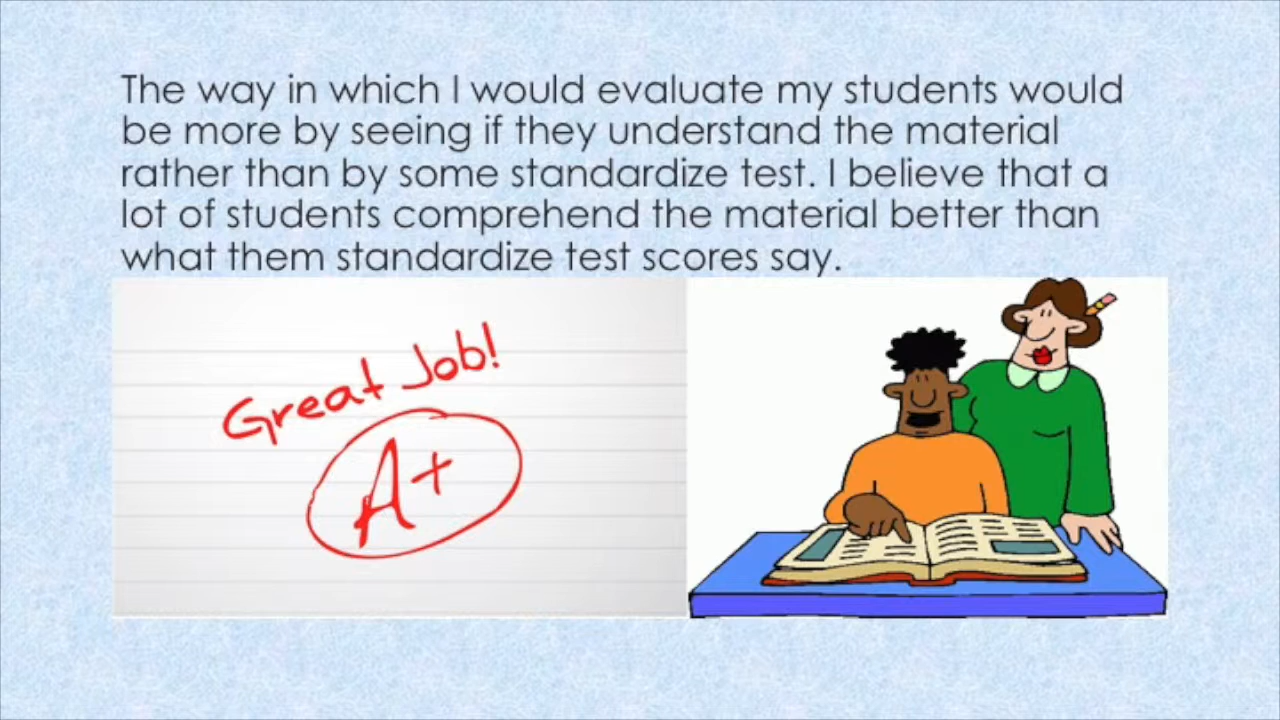 The way in which I would evaluate my students would
be more by seeing if they understand the material
rather than by some standardize test. I believe that a
lot of students comprehend the material better than
what them standardize test scores say.
Great Job!
A+